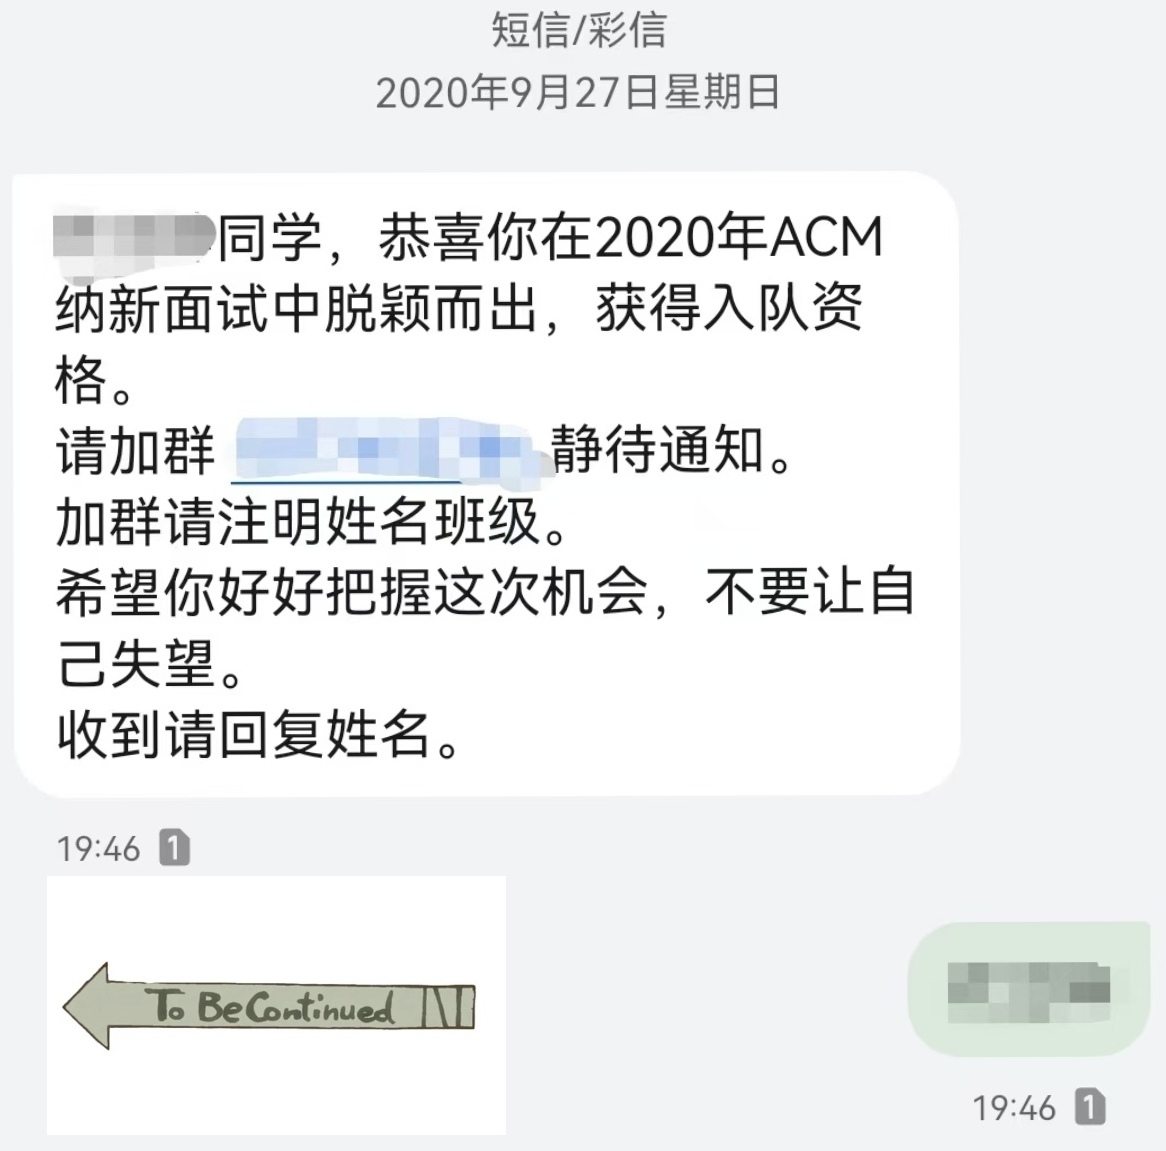 短信/彩信
2020年9月27日星期日
同学，恭喜你在2020年ACM
纳新面试中脱颖而出，获得入队资
格。
请加群 静待通知。
加群请注明姓名班级。
希望你好好把握这次机会，不要让自
己失望。
收到请回复姓名。
19:46 1
To Be Continued
19:46 1